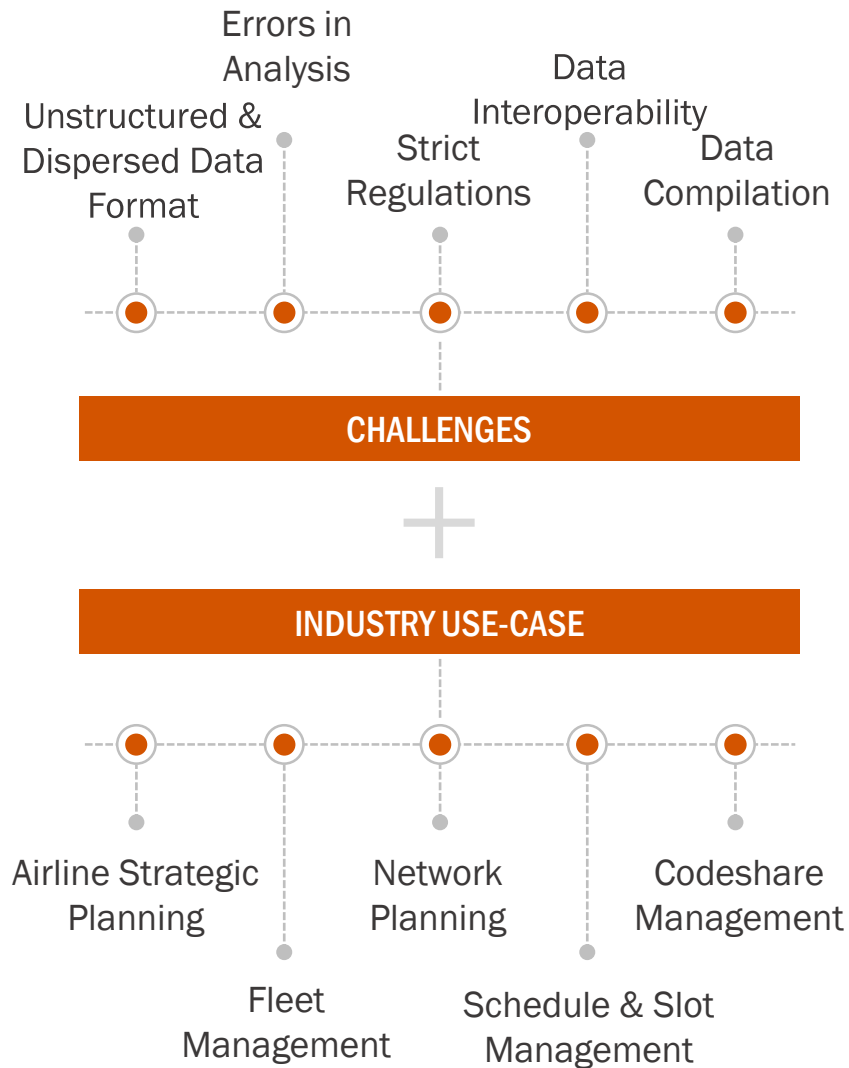 Unstructured &
Dispersed Data
Format
Errors in
Analysis
Strict
Regulations
Data
Interoperability
Data
Compilation
CHALLENGES
INDUSTRY USE-CASE
Airline Strategic
Planning
Fleet
Management
Network
Planning
Schedule & Slot
Management
Codeshare
Management